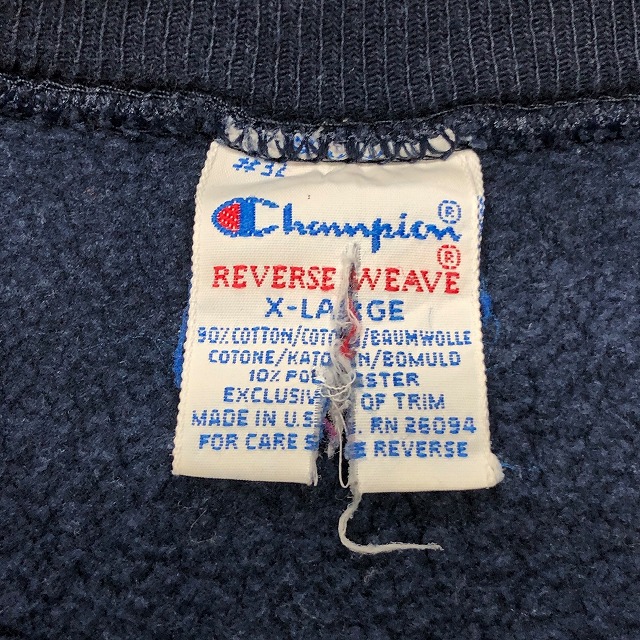 #32
Champion®
REVERSE WEAVE®
X-LARGE
90% COTTON/COTON/BAUMWOLLE
COTONE/KATOEN/BOMULD
10% POLYESTER
EXCLUSIVE OF TRIM
MADE IN U.S. RN 26094
FOR CARE SEE REVERSE